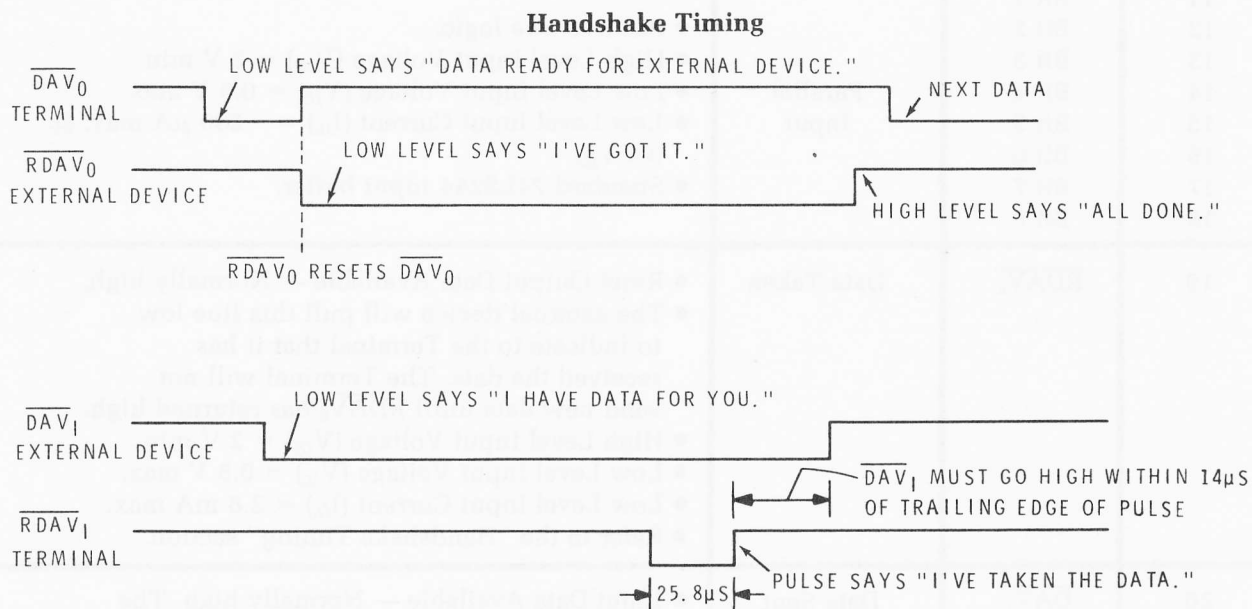 Handshake Timing
DAV0
TERMINAL
LOW LEVEL SAYS "DATA READY FOR EXTERNAL DEVICE."
NEXT DATA
RDAV0
EXTERNAL DEVICE
LOW LEVEL SAYS "I'VE GOT IT."
HIGH LEVEL SAYS "ALL DONE."
RDAV0 RESETS DAV0
DAV1
EXTERNAL DEVICE
LOW LEVEL SAYS "I HAVE DATA FOR YOU."
DAV1 MUST GO HIGH WITHIN 14µS
OF TRAILING EDGE OF PULSE
RDAV1
TERMINAL
PULSE SAYS "I'VE TAKEN THE DATA."
25.8µS